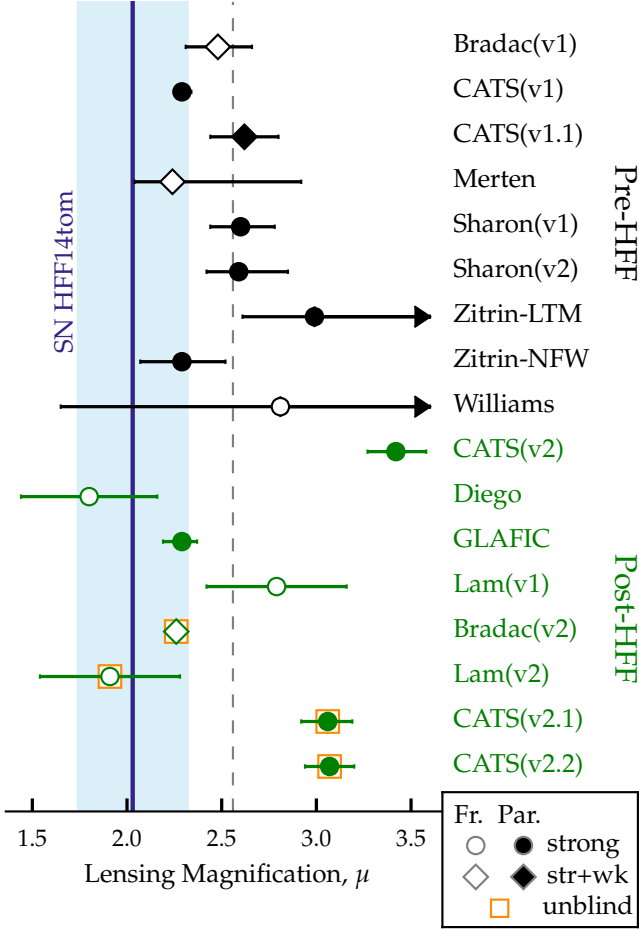 Bradac(v1)
CATS(v1)
CATS(v1.1)
Merten
Sharon(v1)
Sharon(v2)
Zitrin-LTM
Zitrin-NFW
Williams
CATS(v2)
Diego
GLAFIC
Lam(v1)
Bradac(v2)
Lam(v2)
CATS(v2.1)
CATS(v2.2)
Pre-HFF
Post-HFF
SN HFF14tom
1.5 2.0 2.5 3.0 3.5
Lensing Magnification, μ
Fr. Par.
strong
str+wk
unblind